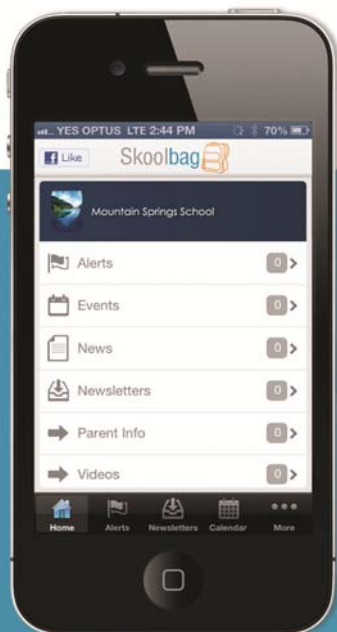 YES OPTUS LTE 2:44 PM 70%
Like Skoolbag
Mountain Springs School
Alerts 0
Events 0
News 0
Newsletters 0
Parent Info 0
Videos 0
Home Alerts Newsletters Calendar More